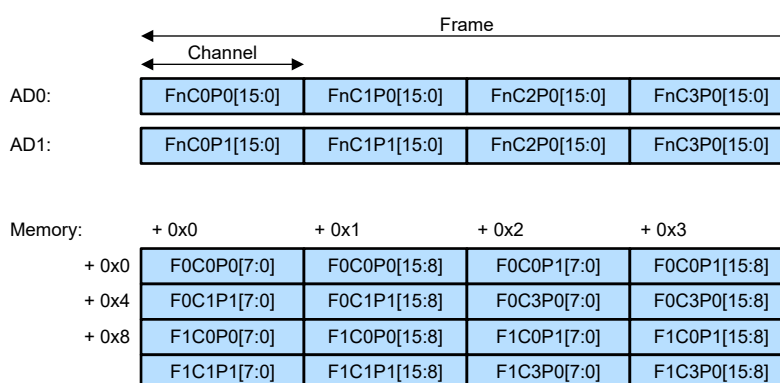 Frame
Channel
AD0: FnC0P0[15:0] FnC1P0[15:0] FnC2P0[15:0] FnC3P0[15:0]
AD1: FnC0P1[15:0] FnC1P1[15:0] FnC2P0[15:0] FnC3P0[15:0]
Memory: + 0x0 + 0x1 + 0x2 + 0x3
+ 0x0 F0C0P0[7:0] F0C0P0[15:8] F0C0P1[7:0] F0C0P1[15:8]
+ 0x4 F0C1P1[7:0] F0C1P1[15:8] F0C3P0[7:0] F0C3P0[15:8]
+ 0x8 F1C0P0[7:0] F1C0P0[15:8] F1C0P1[7:0] F1C0P1[15:8]
F1C1P1[7:0] F1C1P1[15:8] F1C3P0[7:0] F1C3P0[15:8]